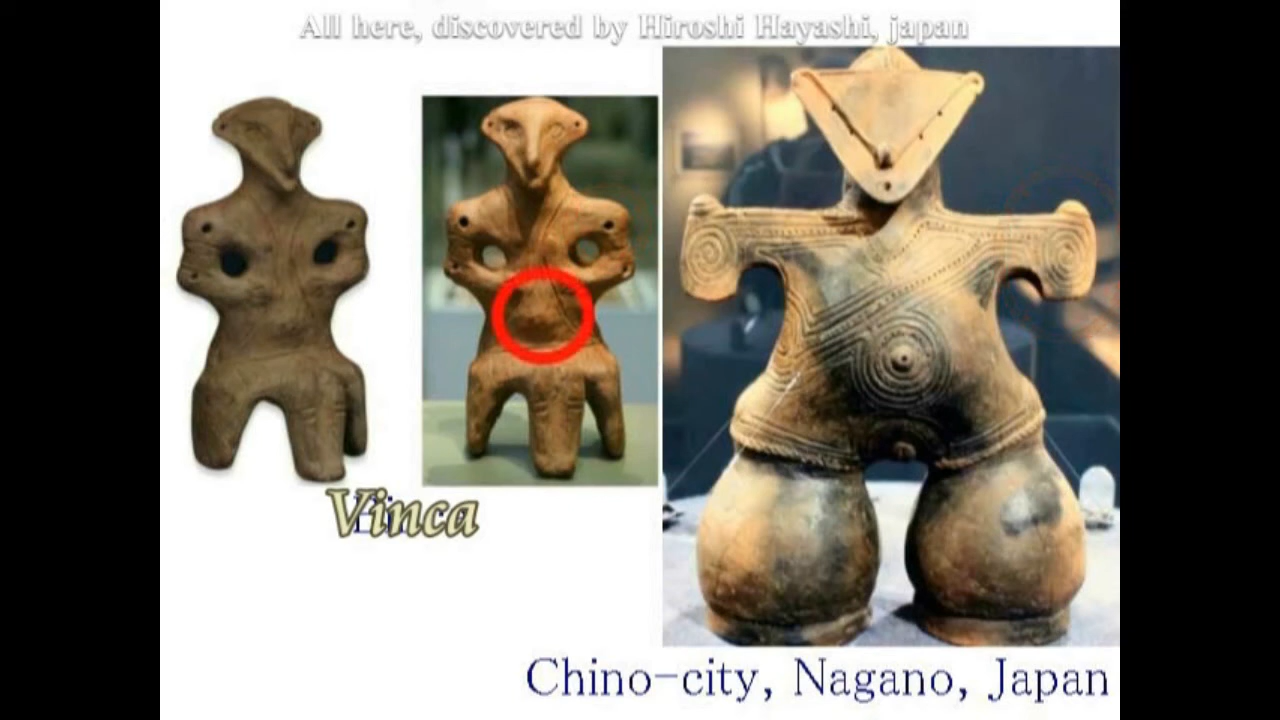 All here, discovered by Hiroshi Hayashi, japan
Vinca
Chino-city, Nagano, Japan